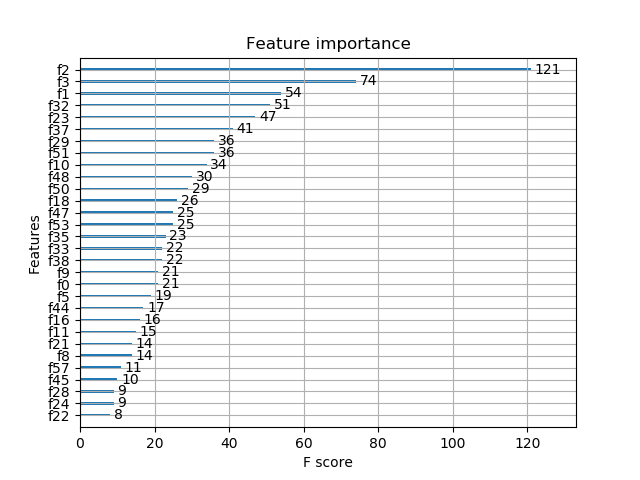 Feature importance
f2 121
f3 74
f1 54
f32 51
f23 47
f37 41
f29 36
f51 36
f10 34
f48 30
f50 29
f18 26
f47 25
f53 25
f35 23
f33 22
f38 22
f9 21
f0 21
f5 19
f44 17
f16 16
f11 15
f21 14
f8 14
f57 11
f45 10
f28 9
f24 9
f22 8
Features
0 20 40 60 80 100 120
F score